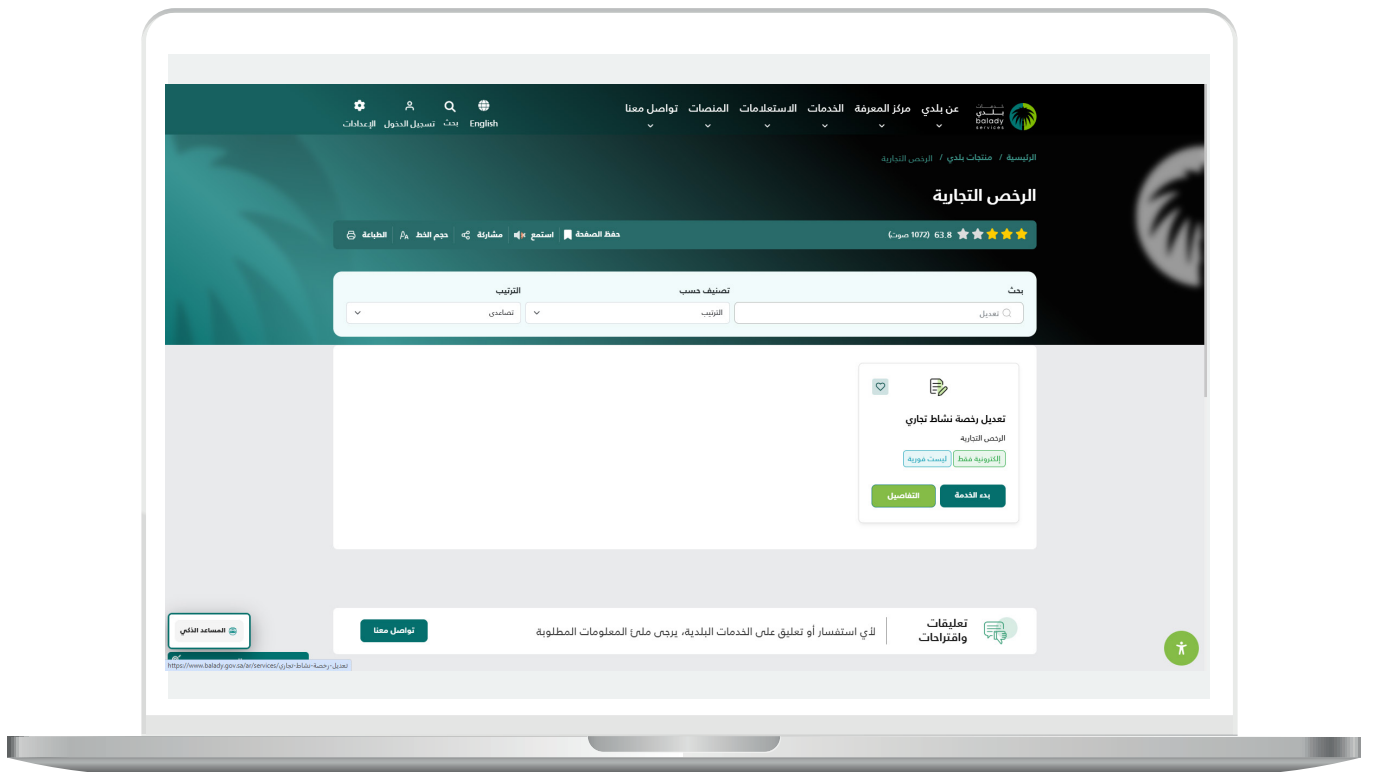 خدمات
بلدي
balady
services
عن بلدي
مركز المعرفة
الخدمات
الاستعلامات
المنصات
تواصل معنا
English
بحث
تسجيل الدخول
الإعدادات
الرئيسية / منتجات بلدي / الرخص التجارية
الرخص التجارية
63.8 (1072 صوت)
حفظ الصفحة
استمع
مشاركة
حجم الخط
الطباعة
بحث
تصنيف حسب
الترتيب
تعديل
الترتيب
تصاعدي
تعديل رخصة نشاط تجاري
الرخص التجارية
إلكترونية فقط
ليست فورية
بدء الخدمة
التفاصيل
تعليقات
واقتراحات
لأي استفسار أو تعليق على الخدمات البلدية، يرجى ملئ المعلومات المطلوبة
تواصل معنا
المساعد الذكي
https://www.balady.gov.sa/ar/services/تعديل-رخصة-نشاط-تجاري